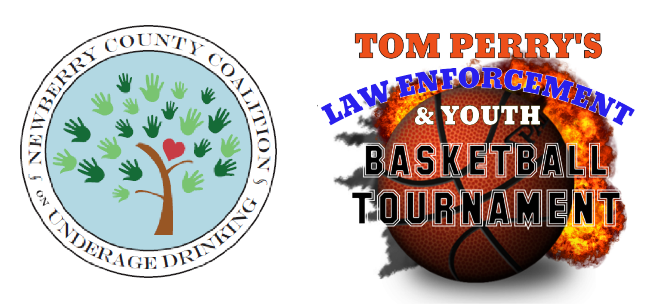 NEWBERRY COUNTY COALITION
ON UNDERAGE DRINKING
TOM PERRY'S
LAW ENFORCEMENT
& YOUTH
BASKETBALL
TOURNAMENT